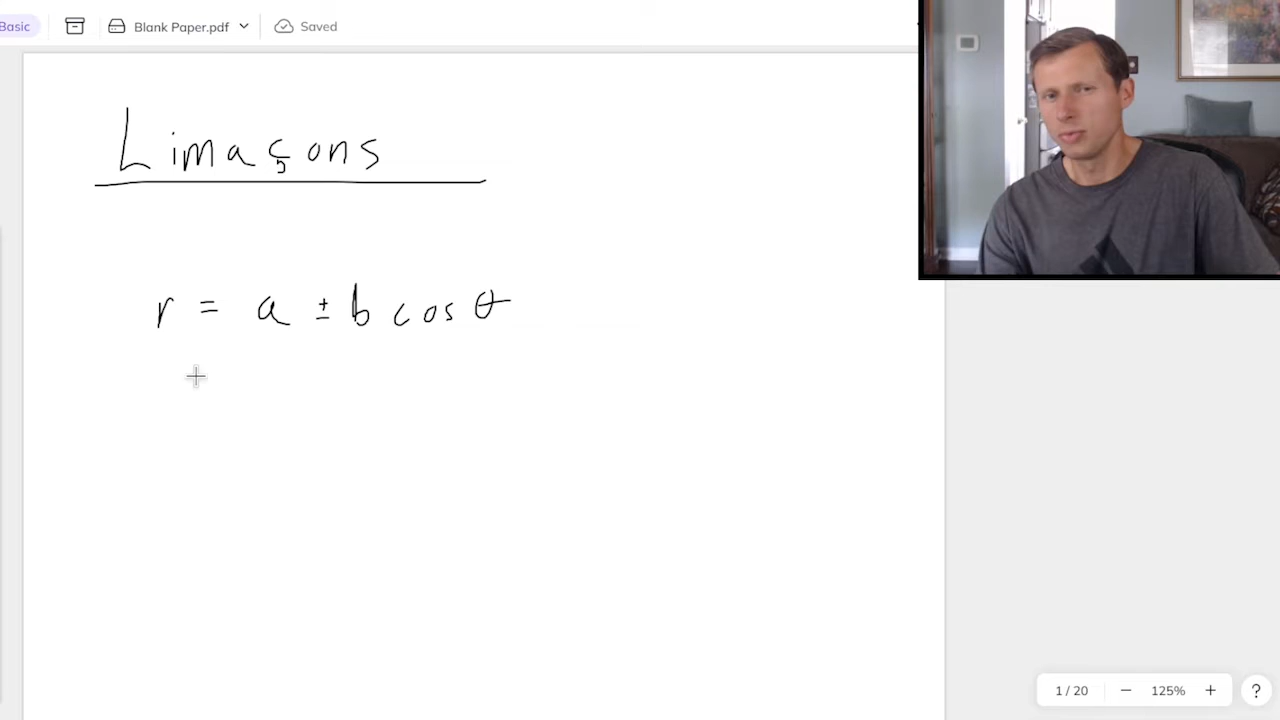 Basic
Blank Paper.pdf
Saved
Limaçons
r = a ± b cos θ
1 / 20
125%
?